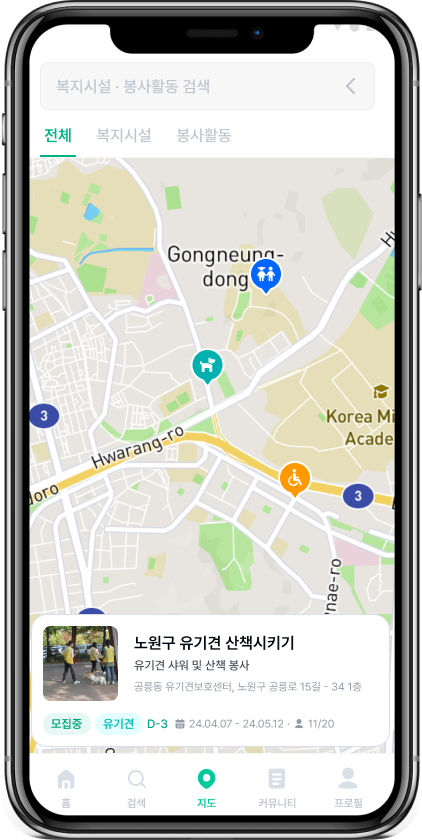 복지시설 · 봉사활동 검색
전체 복지시설 봉사활동
Gongneung-
dong
3
Korea Mi
Acade
Hwarang-ro
3
노원구 유기견 산책시키기
유기견 샤워 및 산책 봉사
공릉동 유기견보호센터, 노원구 공릉로 15길 - 34 1층
모집중 유기견 D-3 24.04.07 - 24.05.12 · 11/20
홈 검색 지도 커뮤니티 프로필